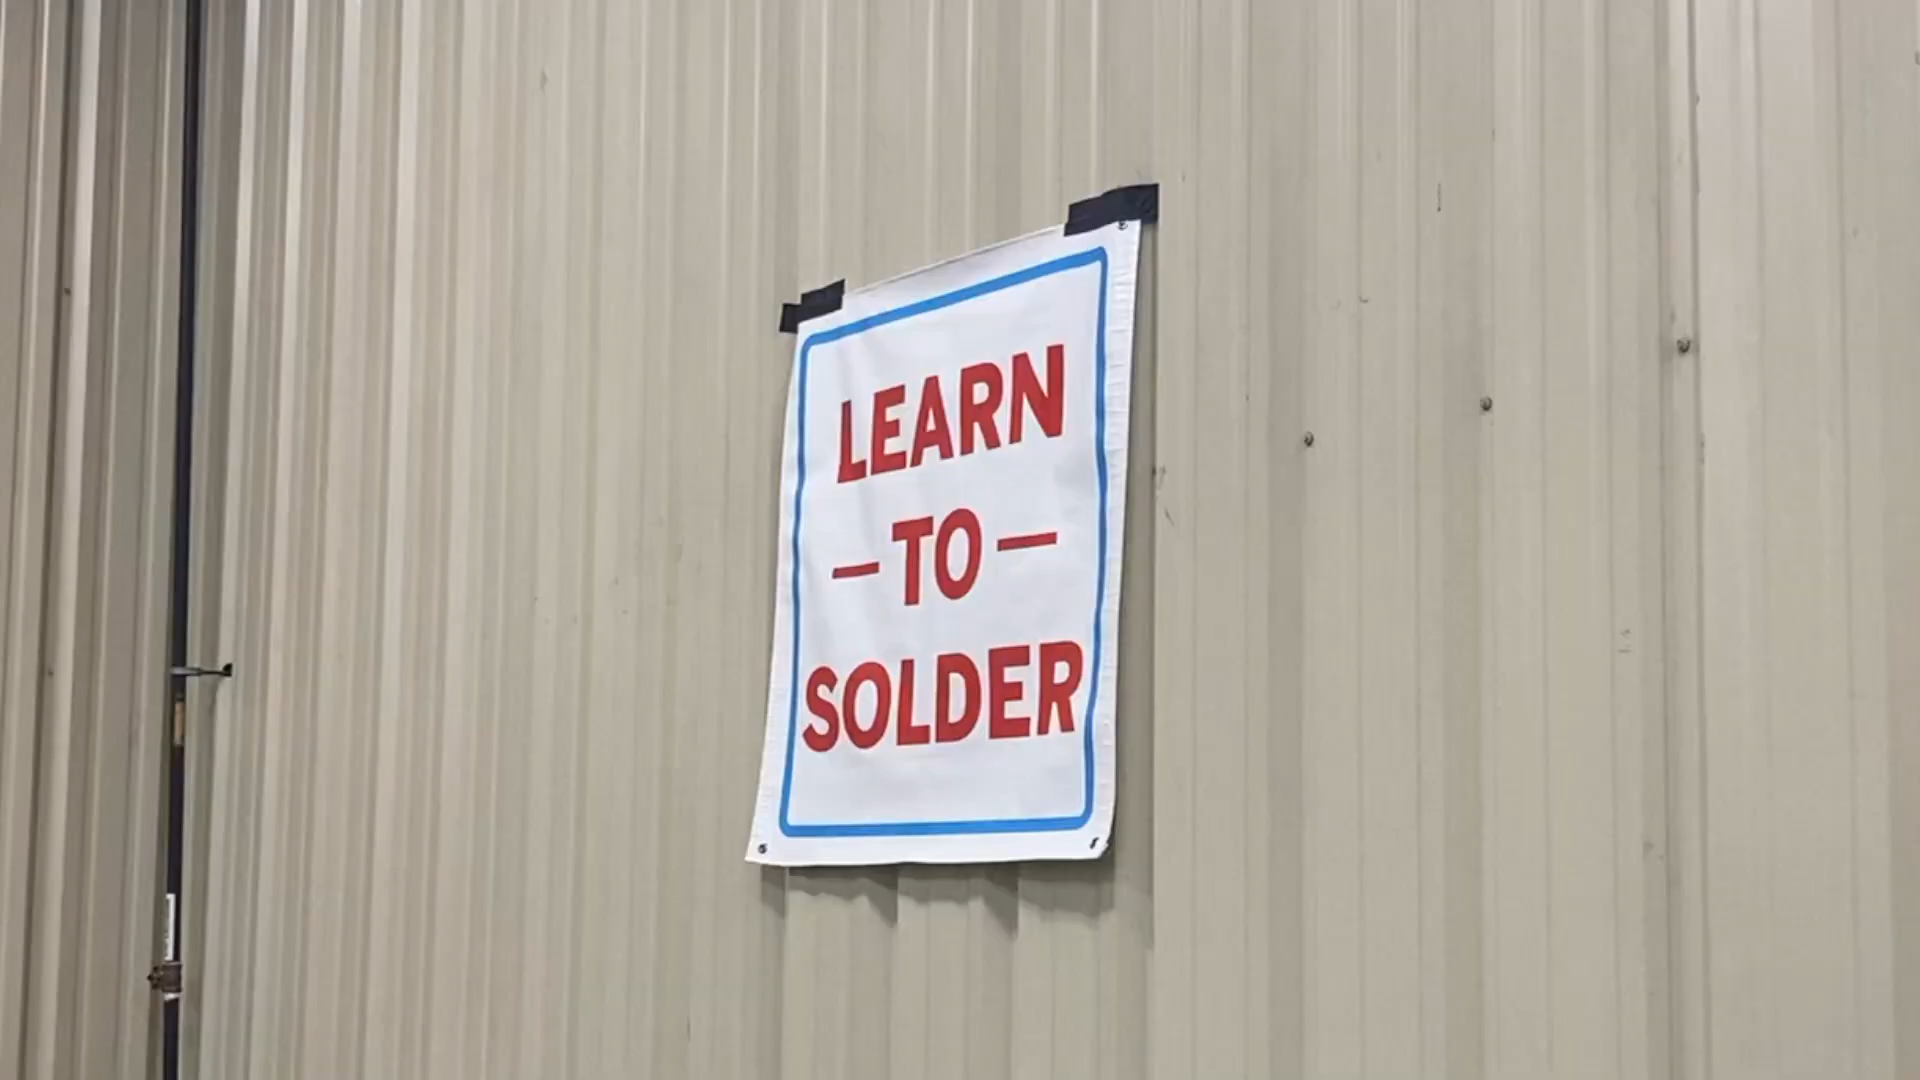 LEARN
– TO –
SOLDER